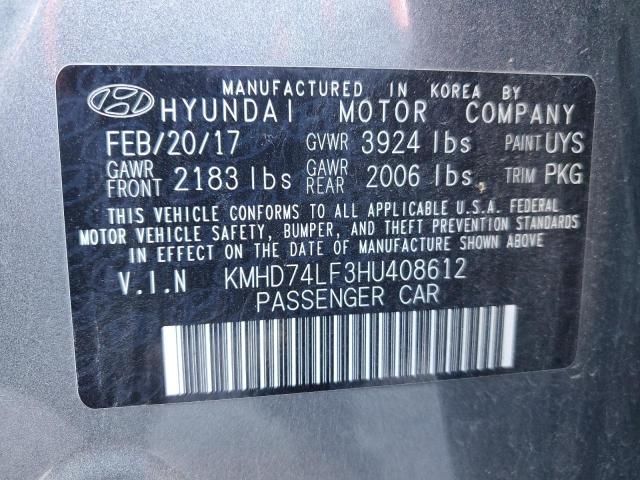 MANUFACTURED IN KOREA BY
HYUNDAI MOTOR COMPANY
FEB/20/17 GVWR 3924 lbs PAINT UYS
GAWR FRONT 2183 lbs GAWR REAR 2006 lbs, TRIM PKG
THIS VEHICLE CONFORMS TO ALL APPLICABLE U.S.A. FEDERAL
MOTOR VEHICLE SAFETY, BUMPER, AND THEFT PREVENTION STANDARDS
IN EFFECT ON THE DATE OF MANUFACTURE SHOWN ABOVE.
V.I.N KMHD74LF3HU408612
PASSENGER CAR